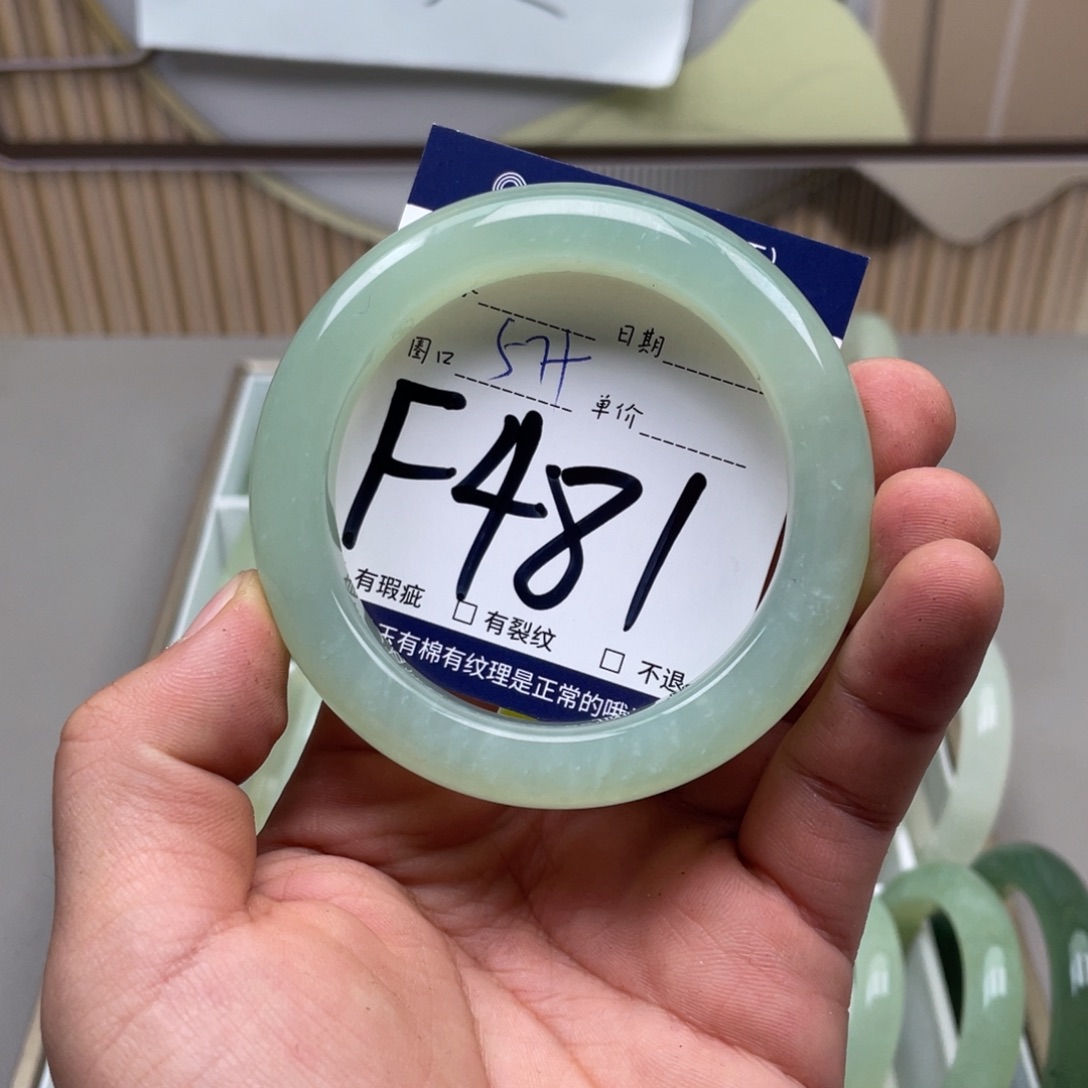 日期
圈口 57+ 单价
F481
有瑕疵 □ 有裂纹 □ 不退
玉有棉有纹理是正常的哦